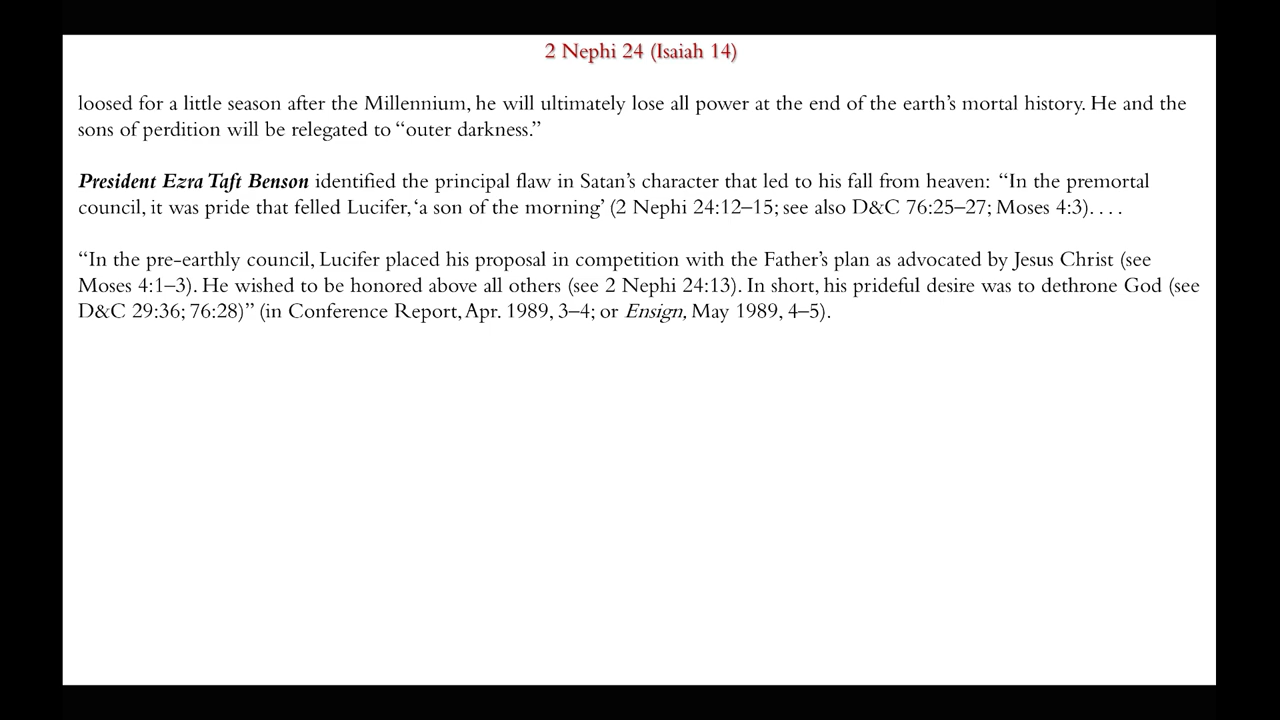 2 Nephi 24 (Isaiah 14)
loosed for a little season after the Millennium, he will ultimately lose all power at the end of the earth’s mortal history. He and the
sons of perdition will be relegated to “outer darkness.”
President Ezra Taft Benson identified the principal flaw in Satan’s character that led to his fall from heaven: “In the premortal
council, it was pride that felled Lucifer, ‘a son of the morning’ (2 Nephi 24:12–15; see also D&C 76:25–27; Moses 4:3). . . .
“In the pre-earthly council, Lucifer placed his proposal in competition with the Father’s plan as advocated by Jesus Christ (see
Moses 4:1–3). He wished to be honored above all others (see 2 Nephi 24:13). In short, his prideful desire was to dethrone God (see
D&C 29:36; 76:28)” (in Conference Report, Apr. 1989, 3–4; or Ensign, May 1989, 4–5).